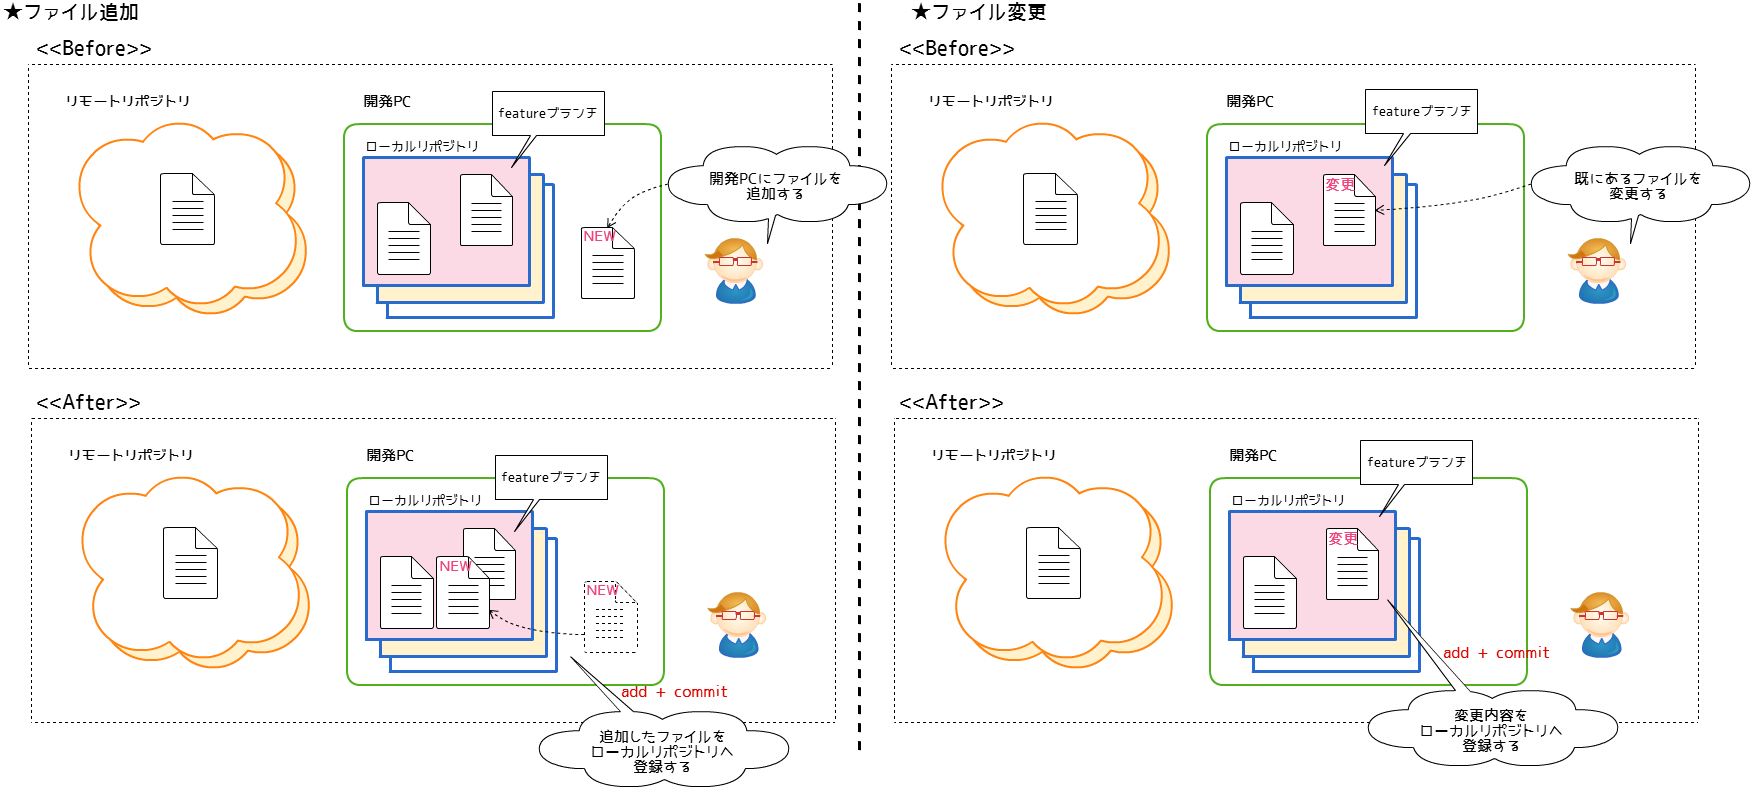 ★ファイル追加
<<Before>>
リモートリポジトリ
開発PC
featureブランチ
ローカルリポジトリ
開発PCにファイルを
追加する
NEW
<<After>>
リモートリポジトリ
開発PC
featureブランチ
ローカルリポジトリ
NEW
NEW
add + commit
追加したファイルを
ローカルリポジトリへ
登録する
★ファイル変更
<<Before>>
リモートリポジトリ
開発PC
featureブランチ
ローカルリポジトリ
変更
既にあるファイルを
変更する
<<After>>
リモートリポジトリ
開発PC
featureブランチ
ローカルリポジトリ
変更
add + commit
変更内容を
ローカルリポジトリへ
登録する